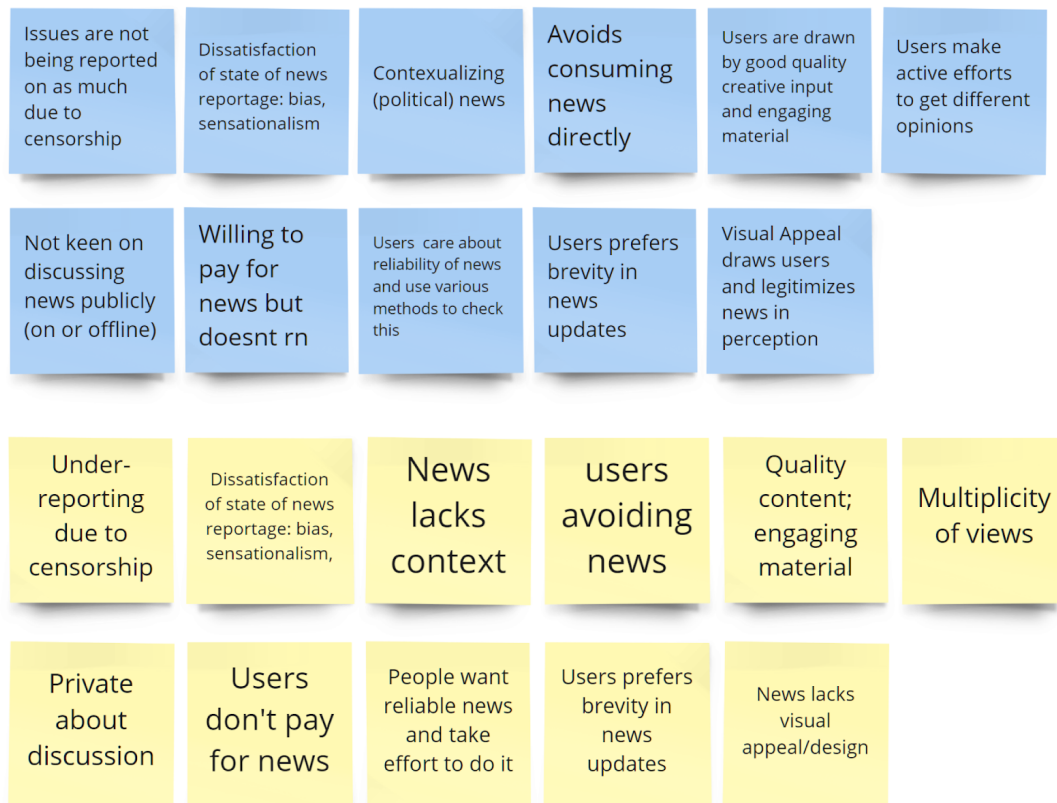 Issues are not
being reported
on as much
due to
censorship
Dissatisfaction
of state of news
reportage: bias,
sensationalism
Contexualizing
(political) news
Avoids
consuming
news
directly
Users are drawn
by good quality
creative input
and engaging
material
Users make
active efforts
to get different
opinions
Not keen on
discussing
news publicly
(on or offline)
Willing to
pay for
news but
doesnt rn
Users  care about
reliability of news
and use various
methods to check
this
Users prefers
brevity in
news
updates
Visual Appeal
draws users
and legitimizes
news in
perception
Under-
reporting
due to
censorship
Dissatisfaction
of state of news
reportage: bias,
sensationalism,
News
lacks
context
users
avoiding
news
Quality
content;
engaging
material
Multiplicity
of views
Private
about
discussion
Users
don't pay
for news
People want
reliable news
and take
effort to do it
Users prefers
brevity in
news
updates
News lacks
visual
appeal/design